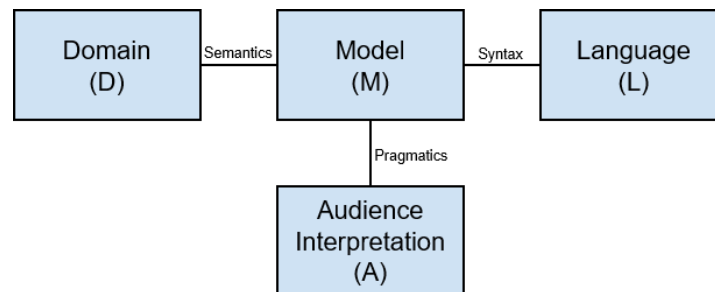 Domain
(D)
Semantics
Model
(M)
Syntax
Language
(L)
Pragmatics
Audience
Interpretation
(A)